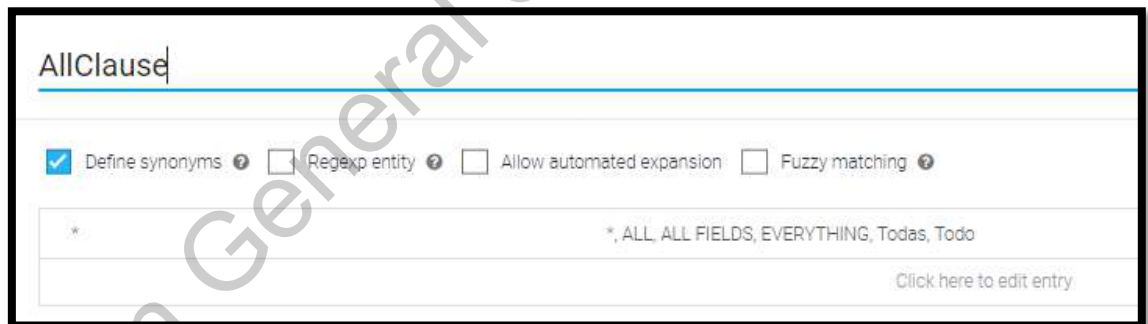 AllClause
Define synonyms Regexp entity Allow automated expansion Fuzzy matching
* *, ALL, ALL FIELDS, EVERYTHING, Todas, Todo
Click here to edit entry
General